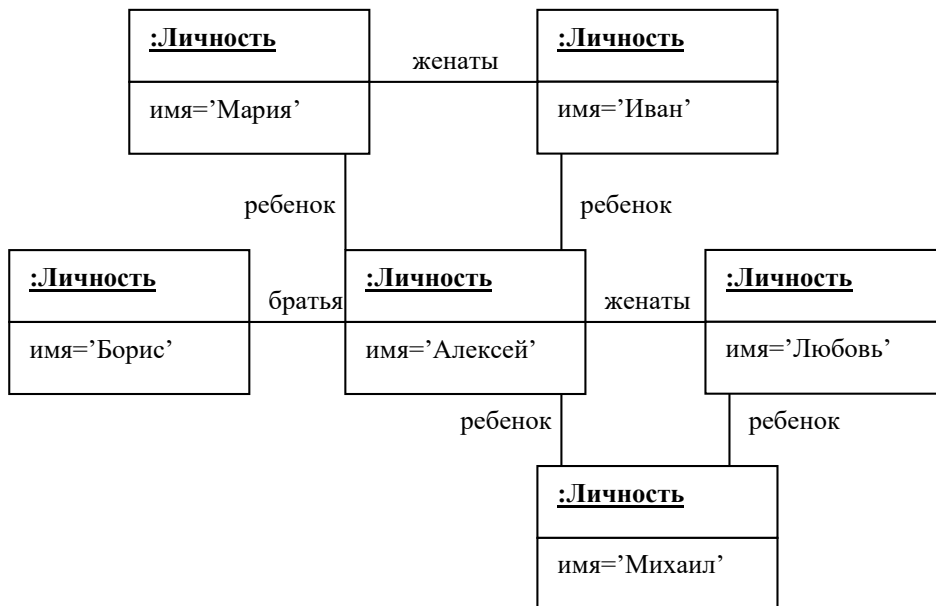 :Личность
женаты
:Личность
имя=’Мария’
имя=’Иван’
ребенок
ребенок
:Личность
братья
:Личность
женаты
:Личность
имя=’Борис’
имя=’Алексей’
имя=’Любовь’
ребенок
ребенок
:Личность
имя=’Михаил’